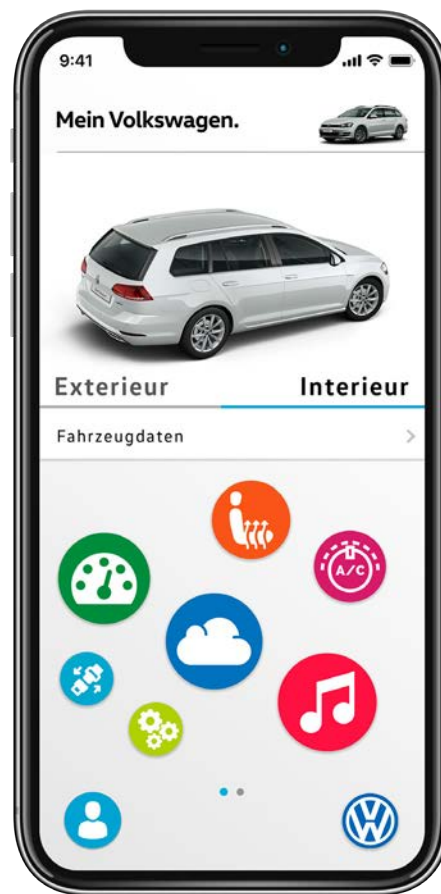 9:41
Mein Volkswagen.
Exterieur Interieur
Fahrzeugdaten
A/C